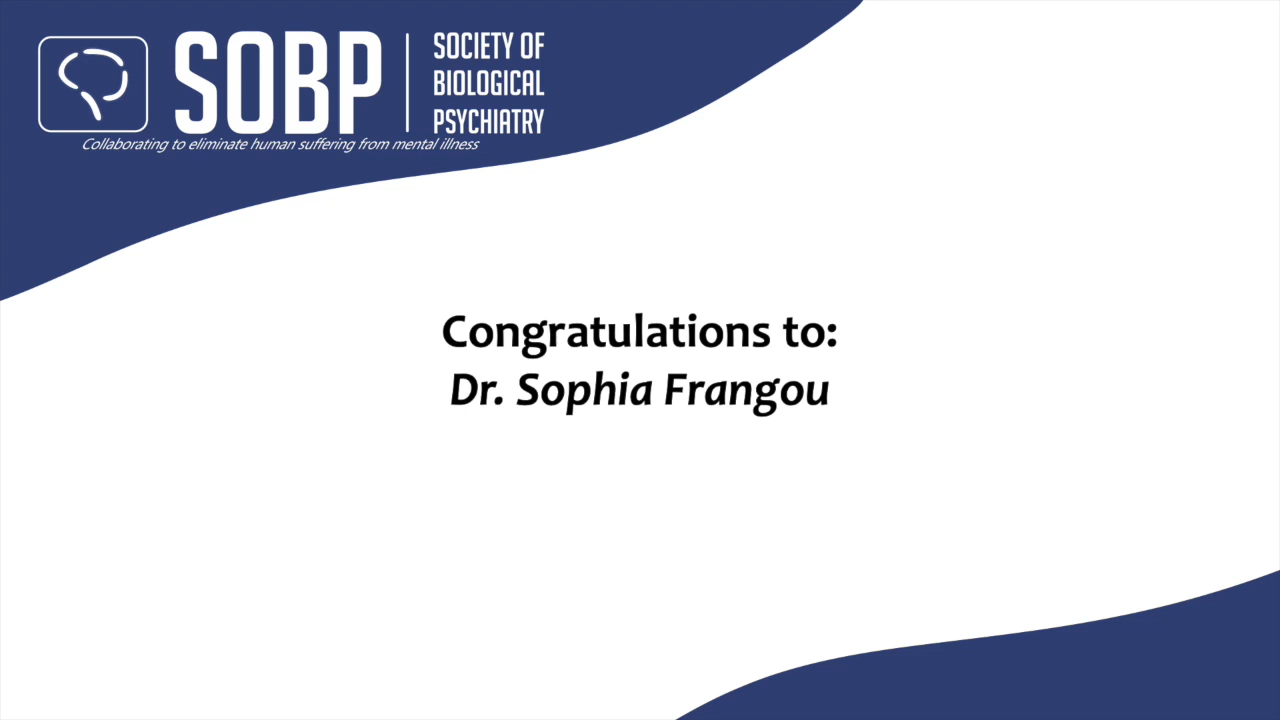 SOBP
SOCIETY OF
BIOLOGICAL
PSYCHIATRY
Collaborating to eliminate human suffering from mental illness
Congratulations to:
Dr. Sophia Frangou